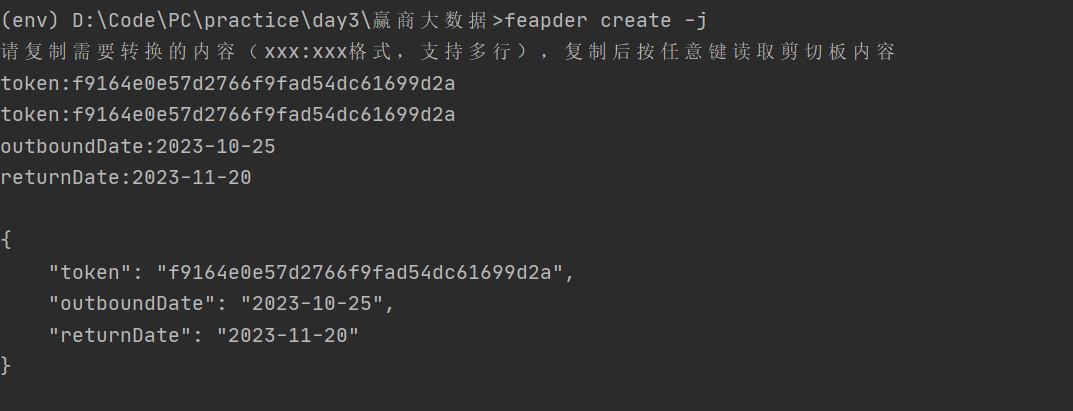 (env) D:\Code\PC\practice\day3\赢商大数据>feapder create -j
请复制需要转换的内容（xxx:xxx格式，支持多行），复制后按任意键读取剪切板内容
token:f9164e0e57d2766f9fad54dc61699d2a
token:f9164e0e57d2766f9fad54dc61699d2a
outboundDate:2023-10-25
returnDate:2023-11-20
{
    "token": "f9164e0e57d2766f9fad54dc61699d2a",
    "outboundDate": "2023-10-25",
    "returnDate": "2023-11-20"
}